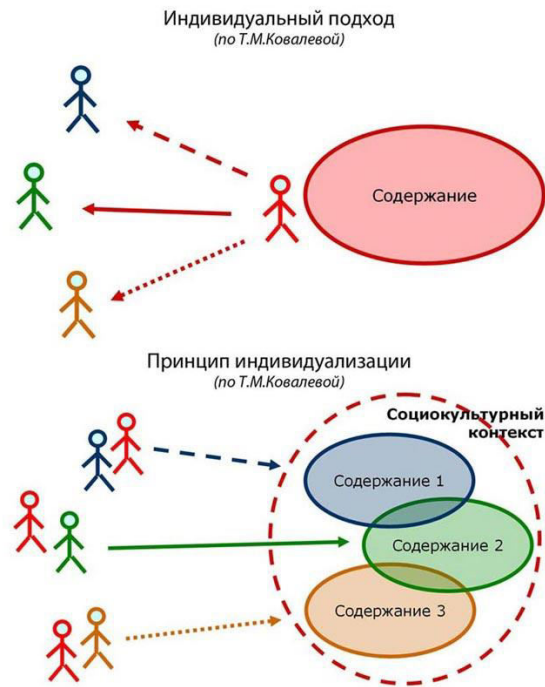 Индивидуальный подход
(по Т.М.Ковалевой)
Содержание
Принцип индивидуализации
(по Т.М.Ковалевой)
Социокультурный
контекст
Содержание 1
Содержание 2
Содержание 3